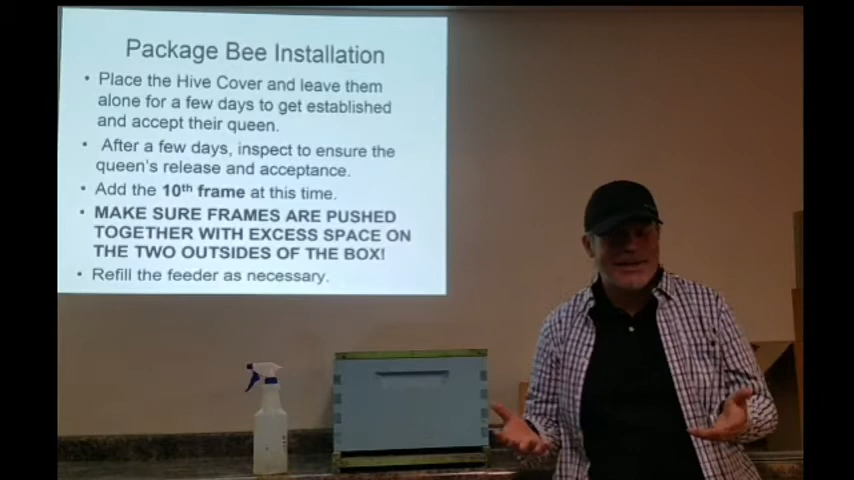 Package Bee Installation
• Place the Hive Cover and leave them
alone for a few days to get established
and accept their queen.
• After a few days, inspect to ensure the
queen's release and acceptance.
• Add the 10th frame at this time.
• MAKE SURE FRAMES ARE PUSHED
TOGETHER WITH EXCESS SPACE ON
THE TWO OUTSIDES OF THE BOX!
• Refill the feeder as necessary.